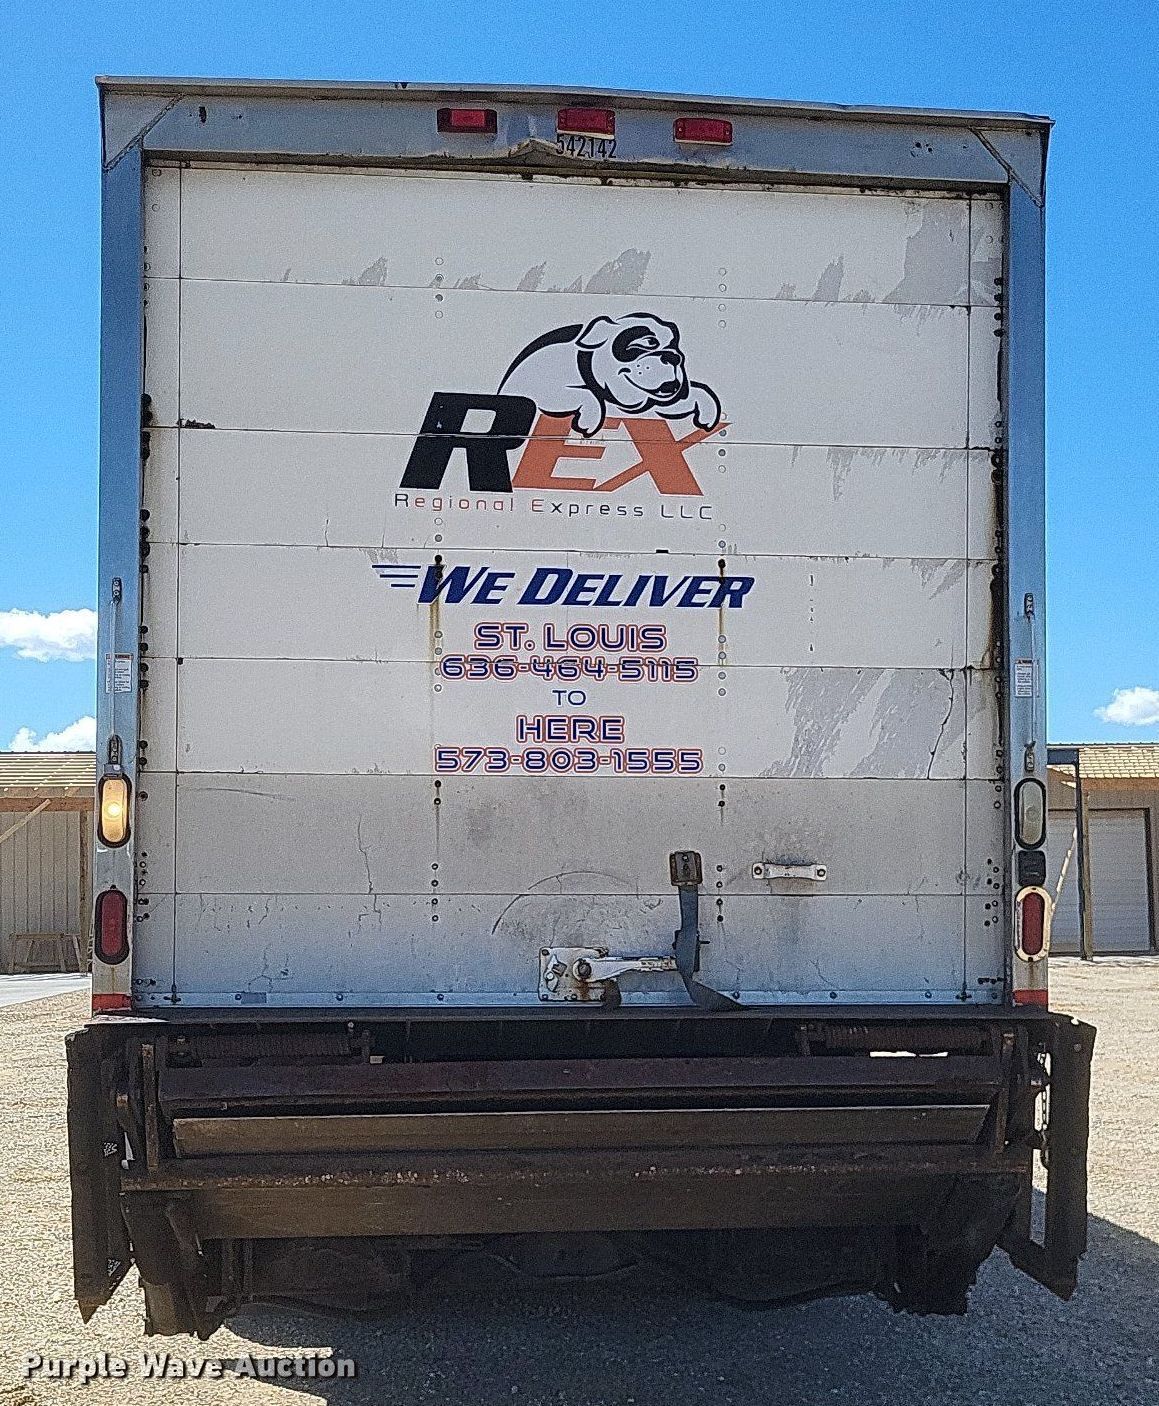 542142
REX
Regional Express LLC
WE DELIVER
ST. LOUIS
636-464-5115
TO
HERE
573-803-1555
Purple Wave Auction